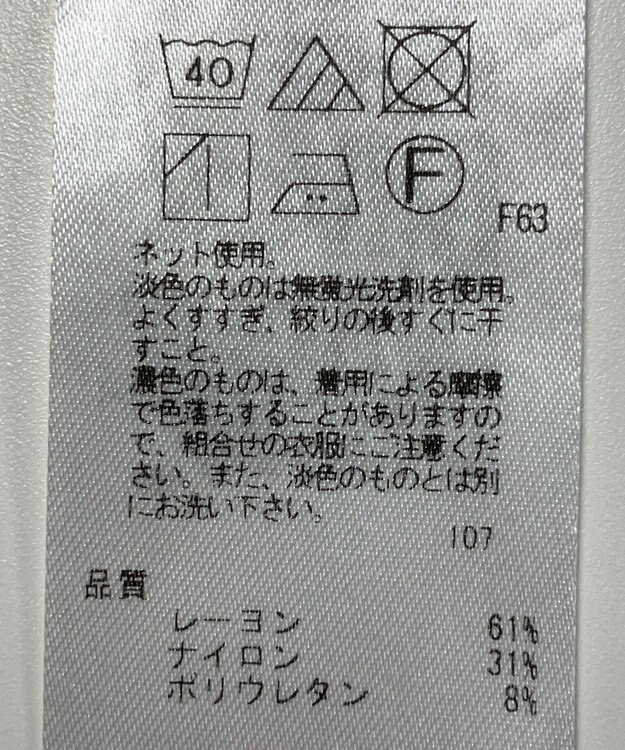 40
F
F63
ネット使用。
淡色のものは無蛍光洗剤を使用。
よくすすぎ、絞りの後すぐに干
すこと。
濃色のものは、着用による摩擦
で色落ちすることがありますの
で、組合せの衣服にご注意くだ
さい。また、淡色のものとは別
にお洗い下さい。
107
品質
レーヨン 61%
ナイロン 31%
ポリウレタン 8%